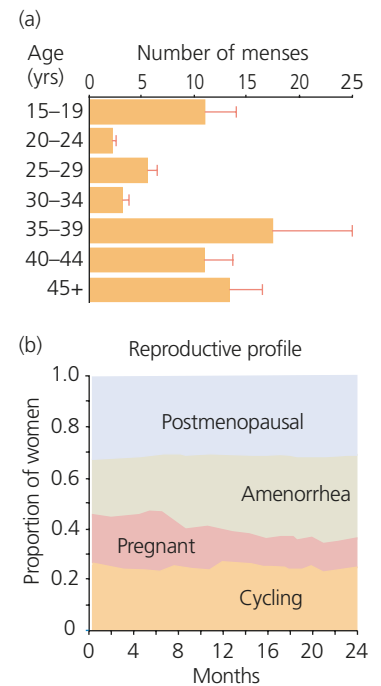 (a)
Age
(yrs)
Number of menses
0 5 10 15 20 25
15–19
20–24
25–29
30–34
35–39
40–44
45+
(b)
Reproductive profile
Proportion of women
1.0
0.8
0.6
0.4
0.2
0
Postmenopausal
Amenorrhea
Pregnant
Cycling
0 4 8 12 16 20 24
Months